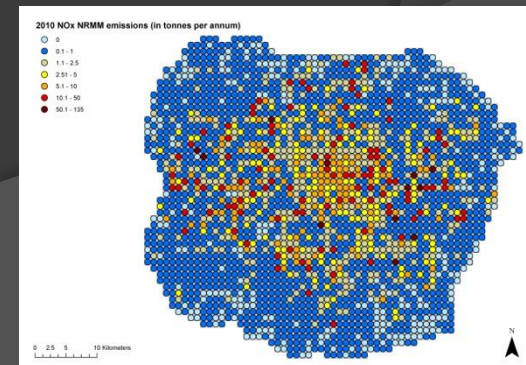 2010 NOx NRMM emissions (in tonnes per annum)
0
0.1 - 1
1.1 - 2.5
2.51 - 5
5.1 - 10
10.1 - 50
50.1 - 135
0 2.5 5 10 Kilometers
N